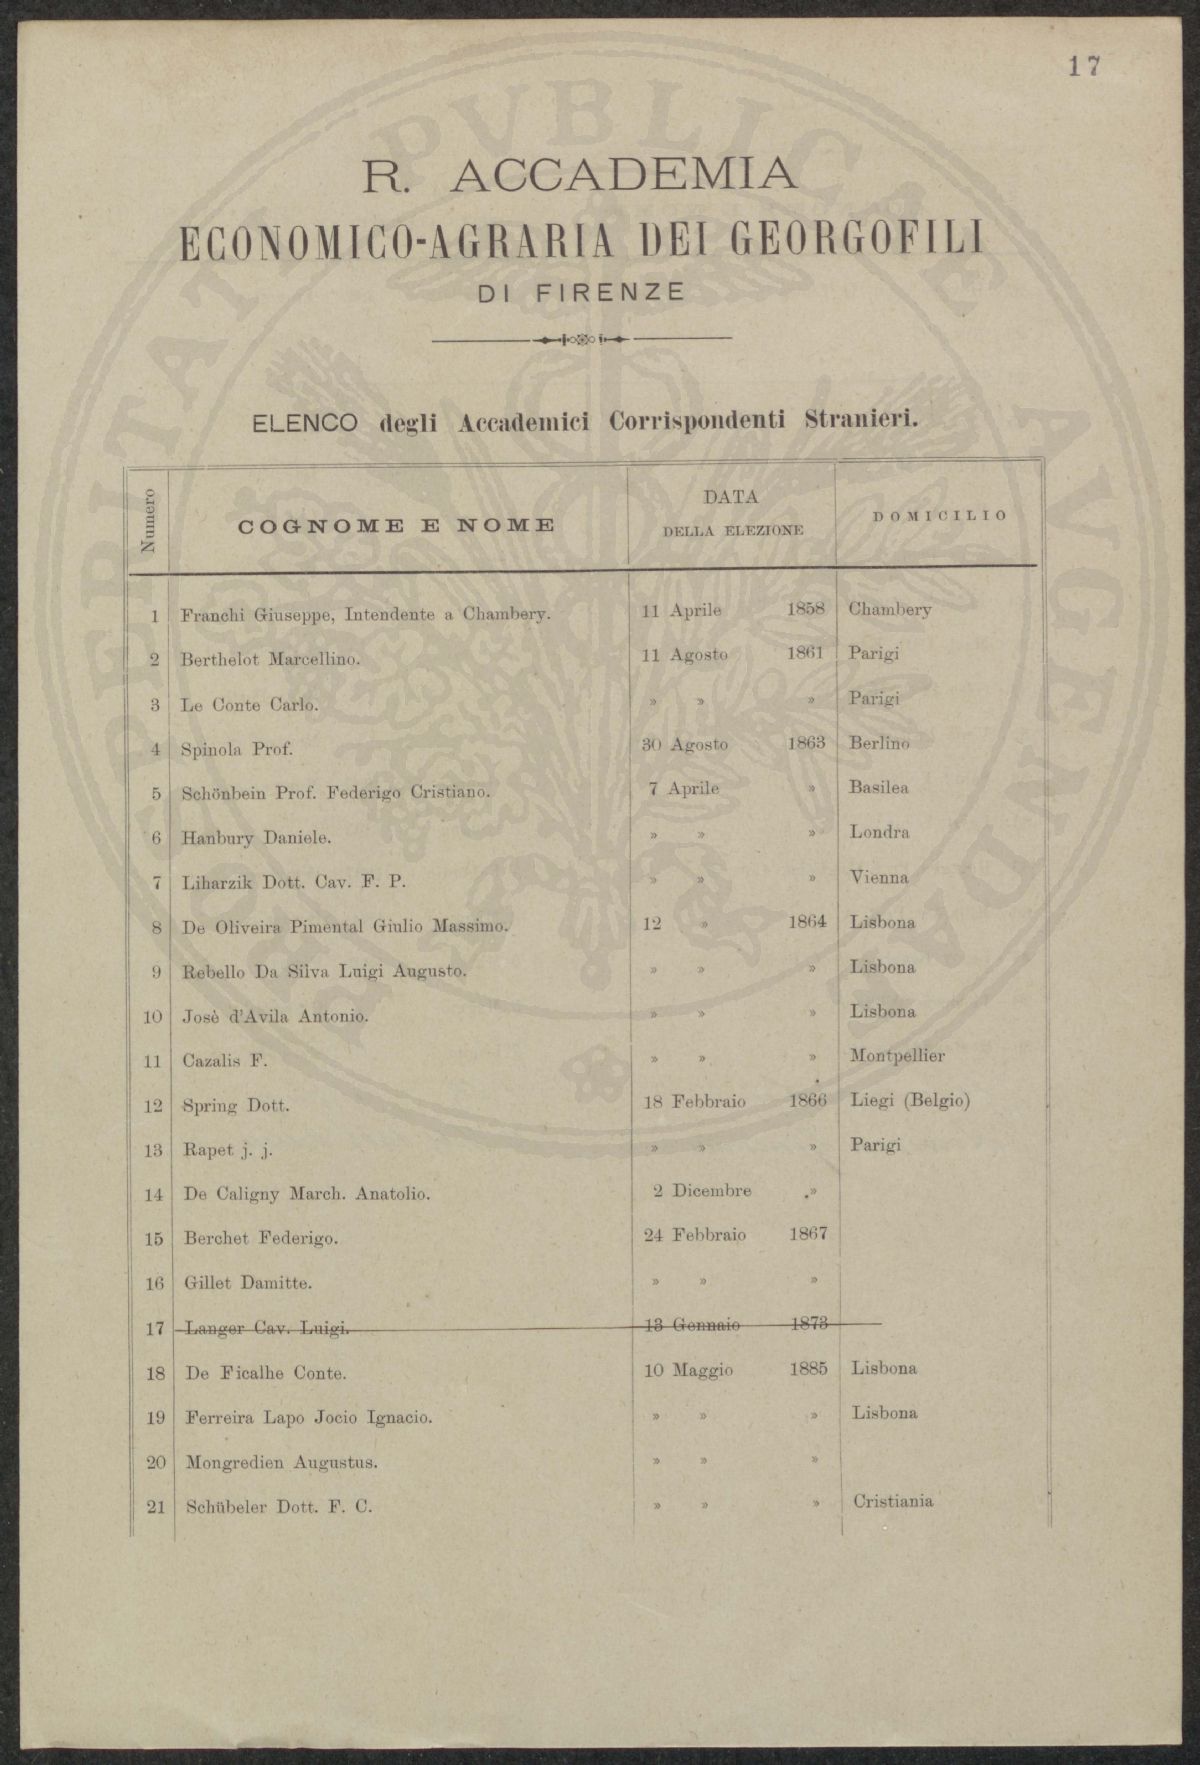 17
R. ACCADEMIA
ECONOMICO-AGRARIA DEI GEORGOFILI
DI FIRENZE
ELENCO degli Accademici Corrispondenti Stranieri.
Numero COGNOME E NOME DATA DELLA ELEZIONE DOMICILIO
1 Franchi Giuseppe, Intendente a Chambery. 11 Aprile 1858 Chambery
2 Berthelot Marcellino. 11 Agosto 1861 Parigi
3 Le Conte Carlo. » » » Parigi
4 Spinola Prof. 30 Agosto 1863 Berlino
5 Schönbein Prof. Federigo Cristiano. 7 Aprile » Basilea
6 Hanbury Daniele. » » » Londra
7 Liharzik Dott. Cav. F. P. » » » Vienna
8 De Oliveira Pimental Giulio Massimo. 12 » 1864 Lisbona
9 Rebello Da Silva Luigi Augusto. » » » Lisbona
10 Josè d'Avila Antonio. » » » Lisbona
11 Cazalis F. » » » Montpellier
12 Spring Dott. 18 Febbraio 1866 Liegi (Belgio)
13 Rapet j. j. » » » Parigi
14 De Caligny March. Anatolio. 2 Dicembre »
15 Berchet Federigo. 24 Febbraio 1867
16 Gillet Damitte. » » »
17 Langer Cav. Luigi. 13 Gennaio 1873
18 De Ficalhe Conte. 10 Maggio 1885 Lisbona
19 Ferreira Lapo Jocio Ignacio. » » » Lisbona
20 Mongredien Augustus. » » »
21 Schübeler Dott. F. C. » » » Cristiania
PUBLICAE AUGENDAE PROSPERITATI